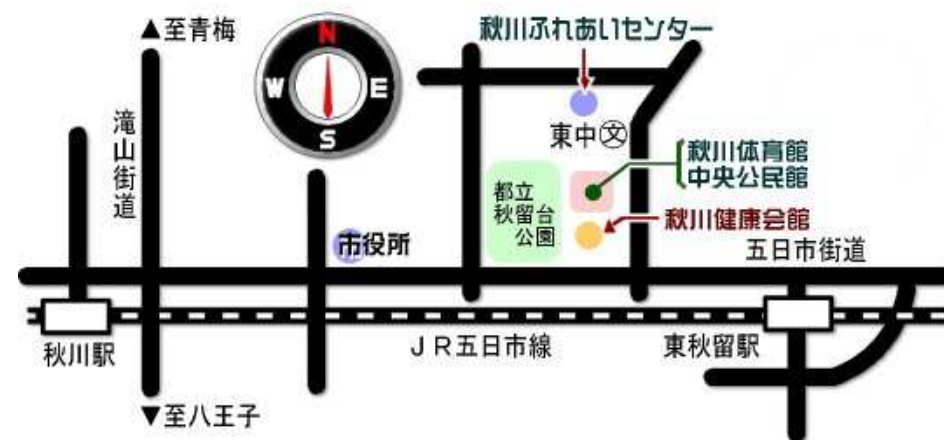 ▲至青梅
秋川ふれあいセンター
N
W E
S
滝山街道
東中㊛
秋川体育館
中央公民館
都立
秋留台
公園
秋川健康会館
市役所
五日市街道
秋川駅
JR五日市線
東秋留駅
▼至八王子